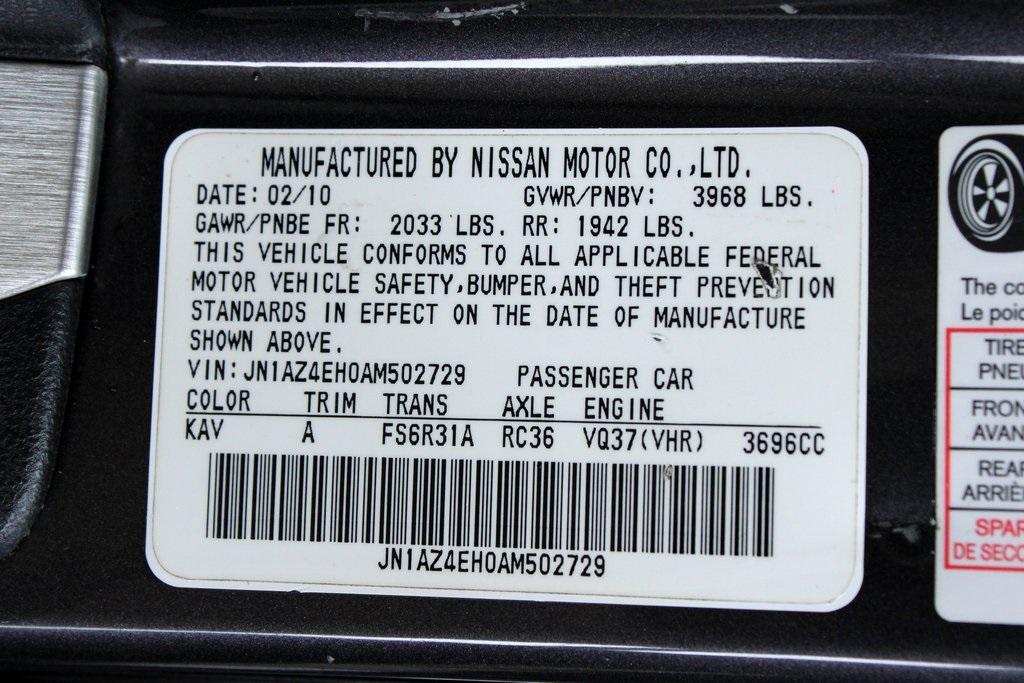 MANUFACTURED BY NISSAN MOTOR CO.,LTD.
DATE: 02/10 GVWR/PNBV: 3968 LBS.
GAWR/PNBE FR: 2033 LBS. RR: 1942 LBS.
THIS VEHICLE CONFORMS TO ALL APPLICABLE FEDERAL
MOTOR VEHICLE SAFETY,BUMPER,AND THEFT PREVENTION
STANDARDS IN EFFECT ON THE DATE OF MANUFACTURE
SHOWN ABOVE.
VIN: JN1AZ4EH0AM502729 PASSENGER CAR
COLOR TRIM TRANS AXLE ENGINE
KAV A FS6R31A RC36 VQ37(VHR) 3696CC
JN1AZ4EH0AM502729
The co
Le poid
TIRE
PNEU
FRON
AVAN
REAR
ARRIÈ
SPAR
DE SECO